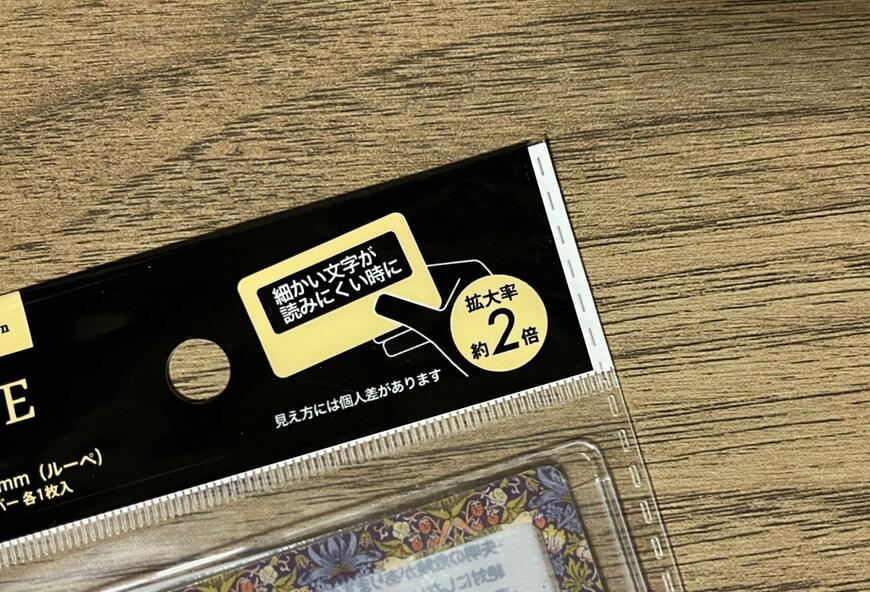 細かい文字が
読みにくい時に
拡大率
約2倍
見え方には個人差があります
n
E
mm（ルーペ）
バー 各1枚入